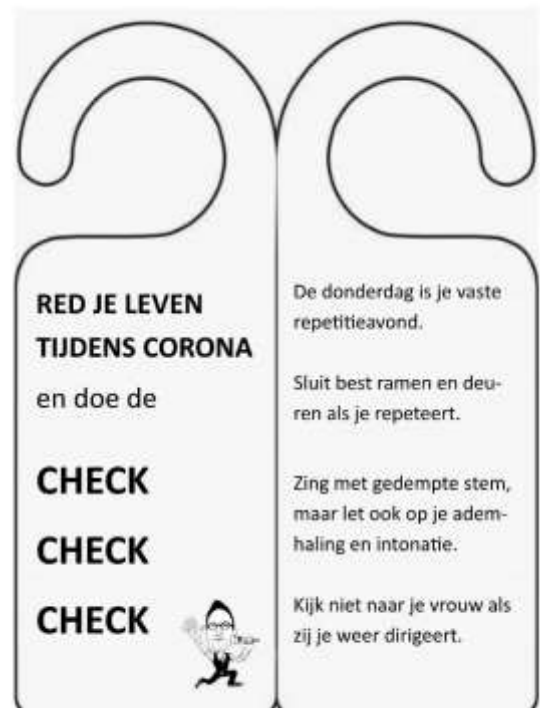 RED JE LEVEN
TIJDENS CORONA
en doe de
CHECK
CHECK
CHECK
De donderdag is je vaste
repetitieavond.
Sluit best ramen en deu-
ren als je repeteert.
Zing met gedempte stem,
maar let ook op je adem-
haling en intonatie.
Kijk niet naar je vrouw als
zij je weer dirigeert.